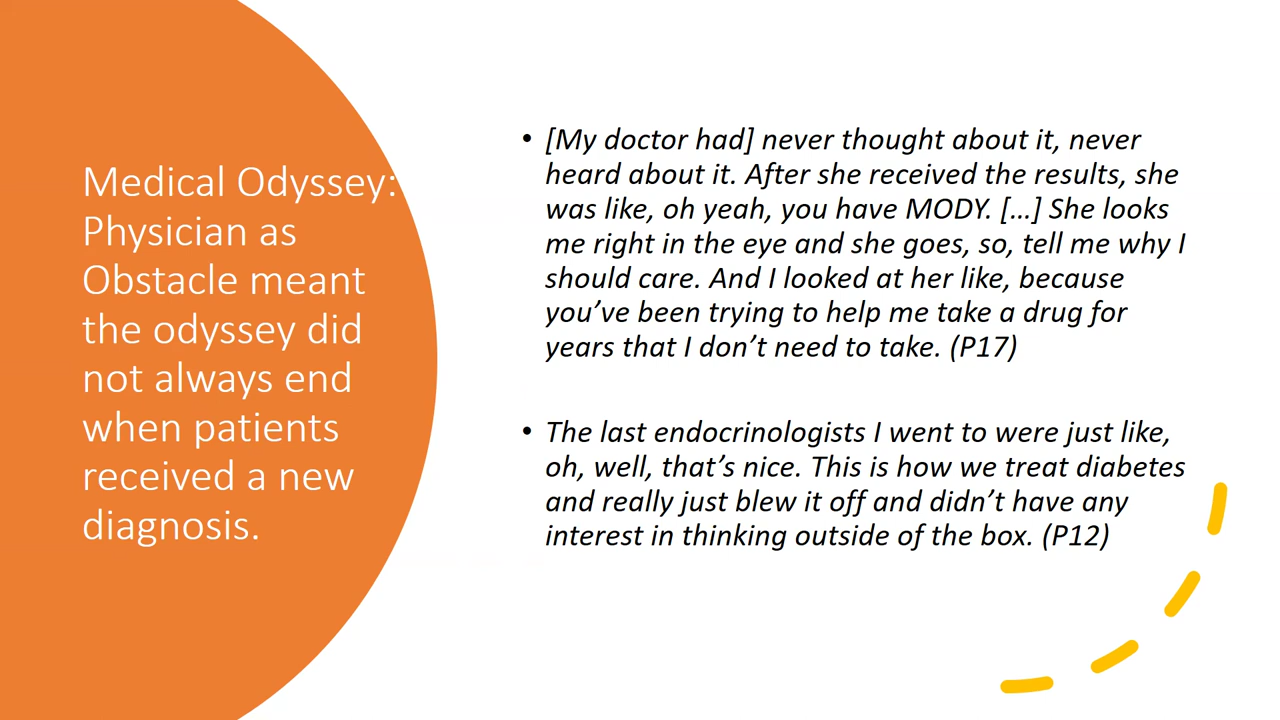 Medical Odyssey:
Physician as
Obstacle meant
the odyssey did
not always end
when patients
received a new
diagnosis.
• [My doctor had] never thought about it, never
heard about it. After she received the results, she
was like, oh yeah, you have MODY. […] She looks
me right in the eye and she goes, so, tell me why I
should care. And I looked at her like, because
you’ve been trying to help me take a drug for
years that I don’t need to take. (P17)
• The last endocrinologists I went to were just like,
oh, well, that’s nice. This is how we treat diabetes
and really just blew it off and didn’t have any
interest in thinking outside of the box. (P12)